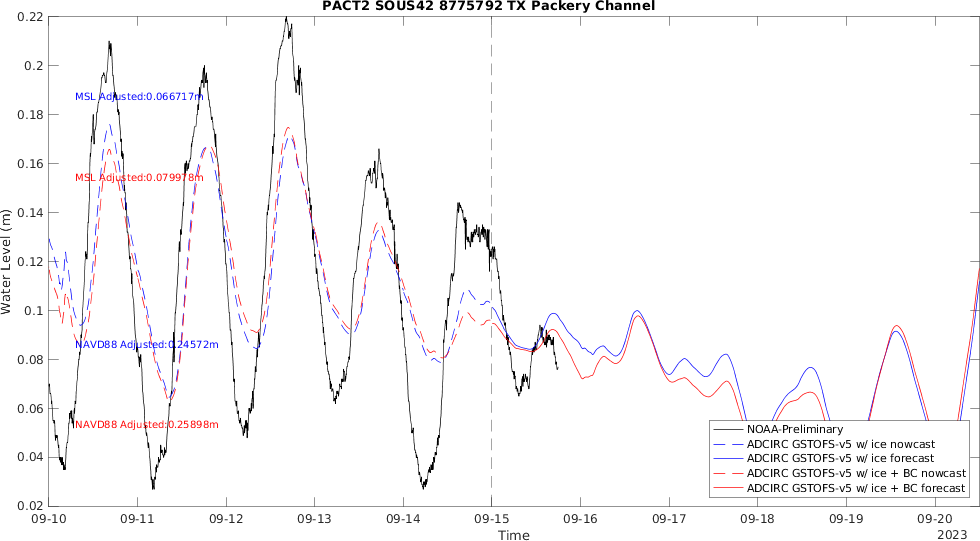 PACT2 SOUS42 8775792 TX Packery Channel
0.22
0.2
0.18
0.16
0.14
0.12
0.1
0.08
0.06
0.04
0.02
Water Level (m)
MSL Adjusted:0.066717m
MSL Adjusted:0.079978m
NAVD88 Adjusted:0.24572m
NAVD88 Adjusted:0.25898m
NOAA-Preliminary
ADCIRC GSTOFS-v5 w/ ice nowcast
ADCIRC GSTOFS-v5 w/ ice forecast
ADCIRC GSTOFS-v5 w/ ice + BC nowcast
ADCIRC GSTOFS-v5 w/ ice + BC forecast
09-10 09-11 09-12 09-13 09-14 09-15 09-16 09-17 09-18 09-19 09-20
Time
2023